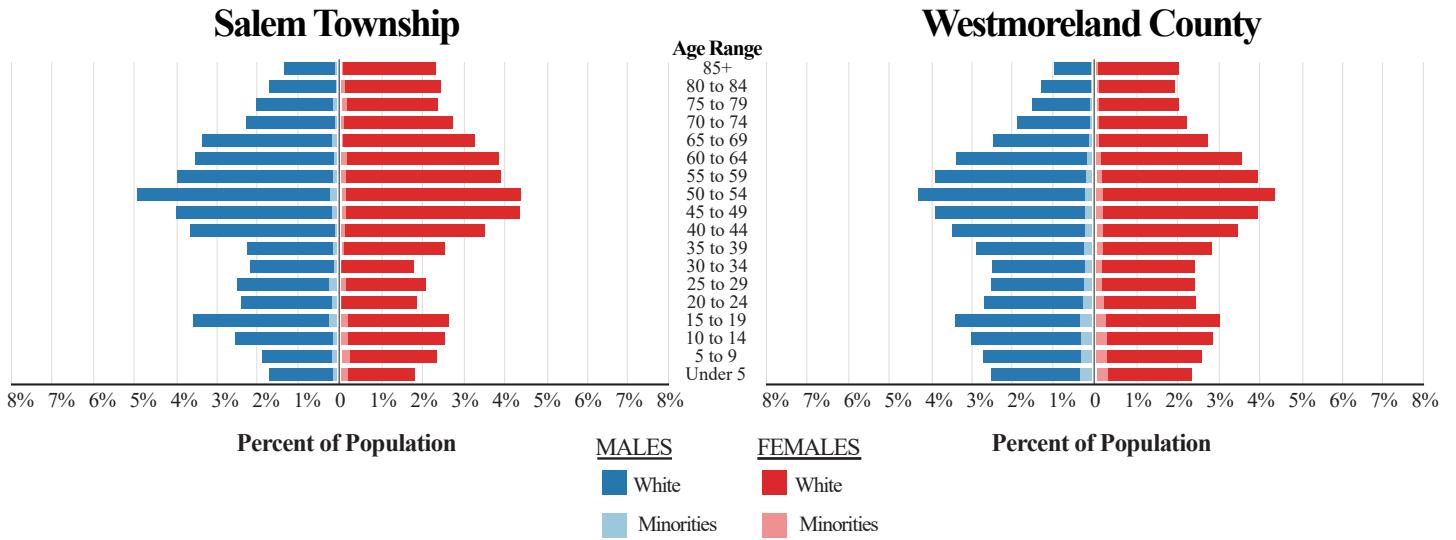 Salem Township
Westmoreland County
Age Range
85+
80 to 84
75 to 79
70 to 74
65 to 69
60 to 64
55 to 59
50 to 54
45 to 49
40 to 44
35 to 39
30 to 34
25 to 29
20 to 24
15 to 19
10 to 14
5 to 9
Under 5
8% 7% 6% 5% 4% 3% 2% 1% 0 1% 2% 3% 4% 5% 6% 7% 8%
8% 7% 6% 5% 4% 3% 2% 1% 0 1% 2% 3% 4% 5% 6% 7% 8%
Percent of Population
Percent of Population
MALES
White
Minorities
FEMALES
White
Minorities